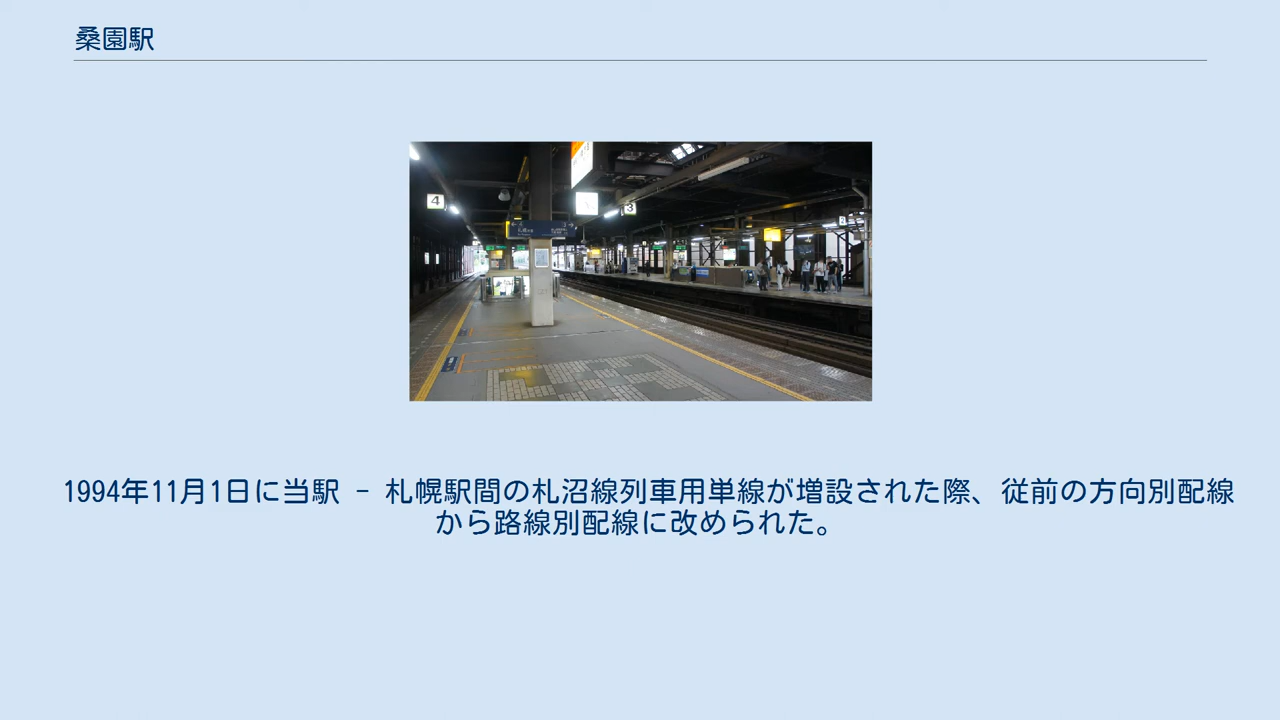 桑園駅
4
3
2
1994年11月1日に当駅 - 札幌駅間の札沼線列車用単線が増設された際、従前の方向別配線
から路線別配線に改められた。